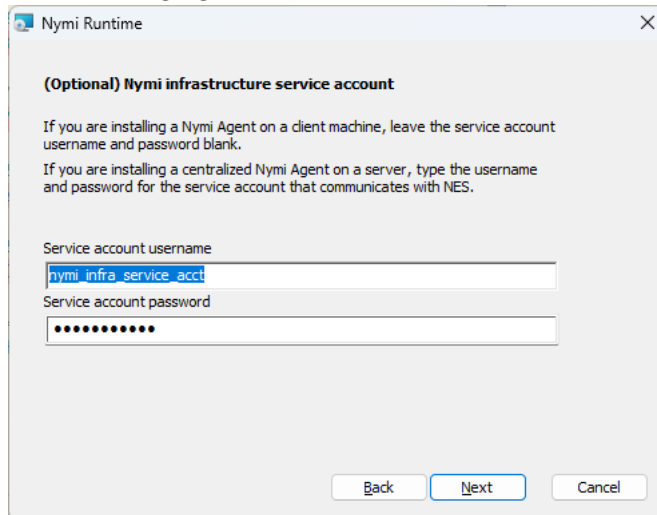 Nymi Runtime
(Optional) Nymi infrastructure service account
If you are installing a Nymi Agent on a client machine, leave the service account
username and password blank.
If you are installing a centralized Nymi Agent on a server, type the username
and password for the service account that communicates with NES.
Service account username
nymi_infra_service_acct
Service account password
•••••••••••
Back Next Cancel